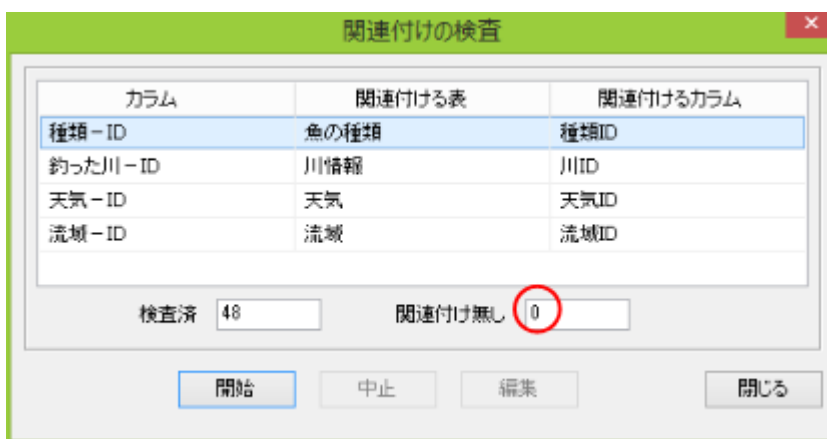 関連付けの検査
カラム 関連付ける表 関連付けるカラム
種類－ID 魚の種類 種類ID
釣った川－ID 川情報 川ID
天気－ID 天気 天気ID
流域－ID 流域 流域ID
検査済 48 関連付け無し 0
開始 中止 編集 閉じる